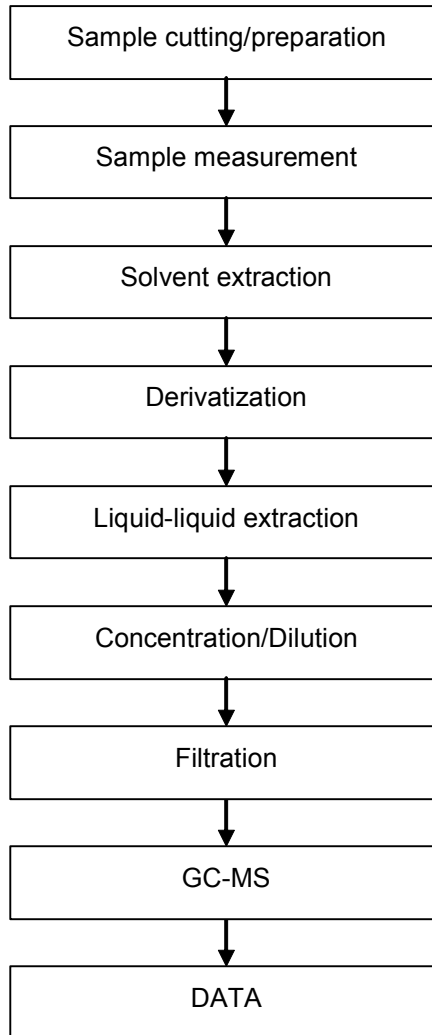 Sample cutting/preparation
Sample measurement
Solvent extraction
Derivatization
Liquid-liquid extraction
Concentration/Dilution
Filtration
GC-MS
DATA